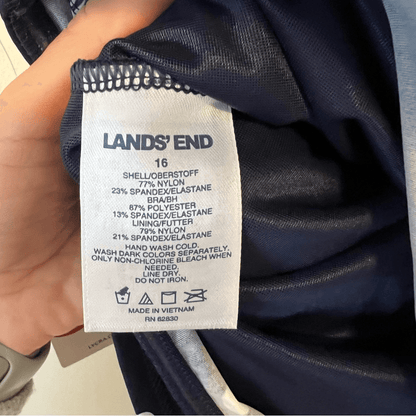 LANDS' END
16
SHELL/OBERSTOFF
77% NYLON
23% SPANDEX/ELASTANE
BRA/BH
87% POLYESTER
13% SPANDEX/ELASTANE
LINING/FUTTER
79% NYLON
21% SPANDEX/ELASTANE
HAND WASH COLD.
WASH DARK COLORS SEPARATELY,
ONLY NON-CHLORINE BLEACH WHEN
NEEDED.
LINE DRY.
DO NOT IRON.
MADE IN VIETNAM
RN 82830